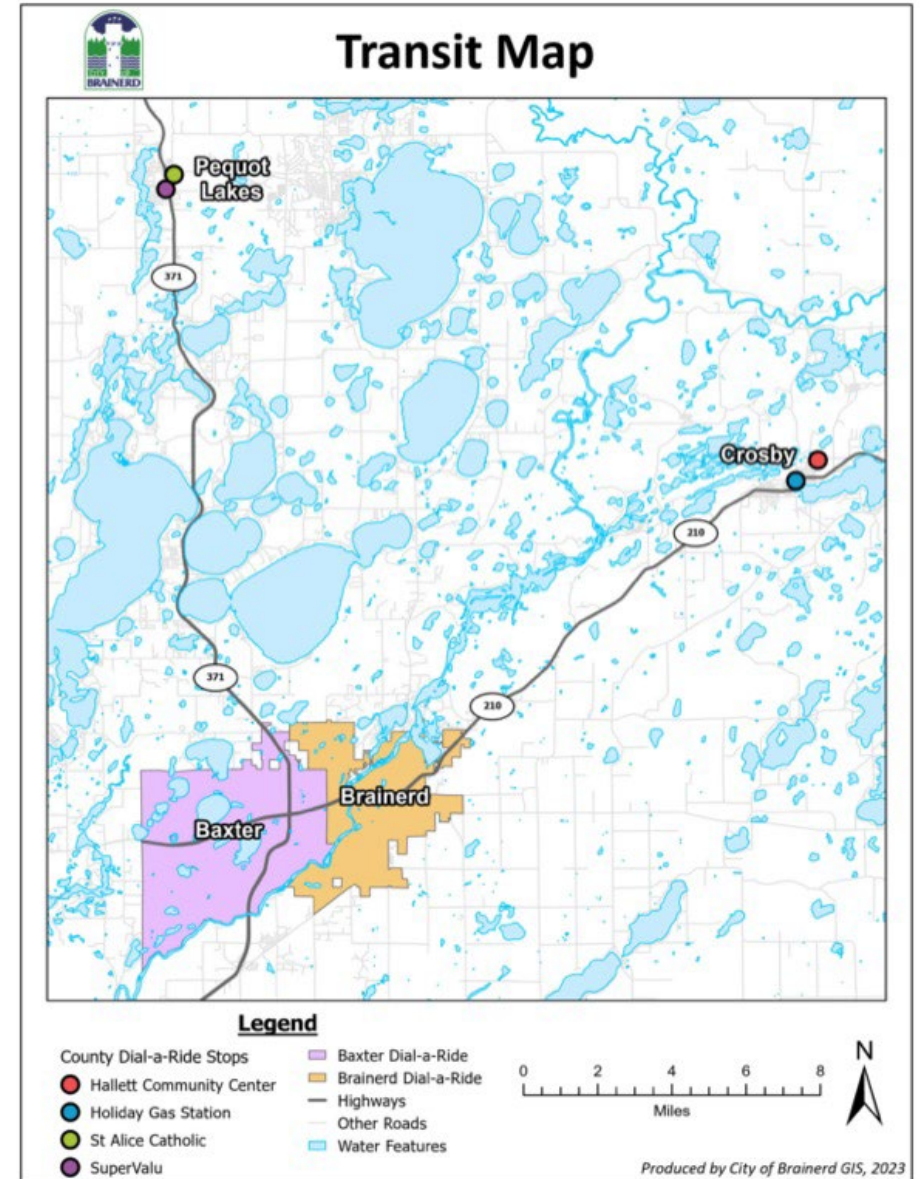 Transit Map
BRAINERD
Pequot
Lakes
371
Crosby
210
371
210
Brainerd
Baxter
Legend
County Dial-a-Ride Stops
Hallett Community Center
Holiday Gas Station
St Alice Catholic
SuperValu
Baxter Dial-a-Ride
Brainerd Dial-a-Ride
Highways
Other Roads
Water Features
0 2 4 6 8
Miles
N
Produced by City of Brainerd GIS, 2023